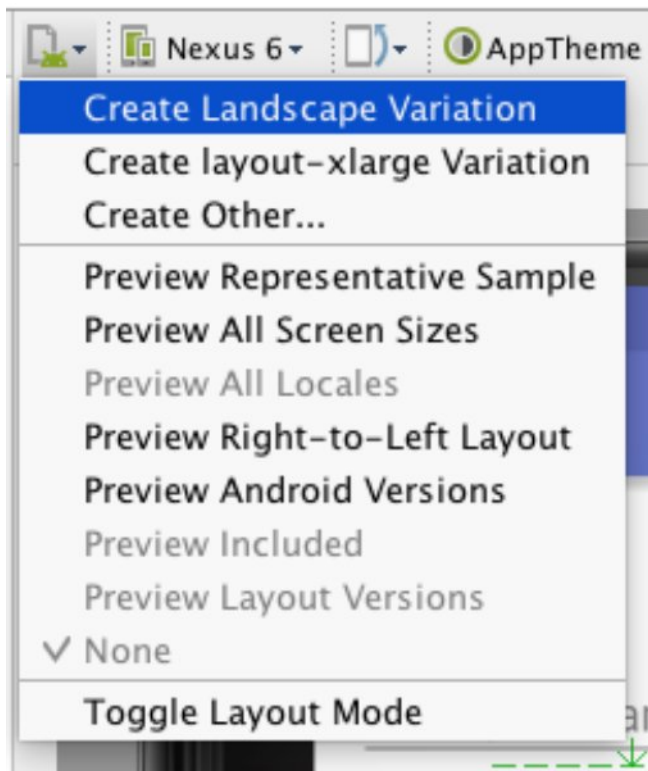 Nexus 6 AppTheme
Create Landscape Variation
Create layout-xlarge Variation
Create Other...
Preview Representative Sample
Preview All Screen Sizes
Preview All Locales
Preview Right-to-Left Layout
Preview Android Versions
Preview Included
Preview Layout Versions
None
Toggle Layout Mode